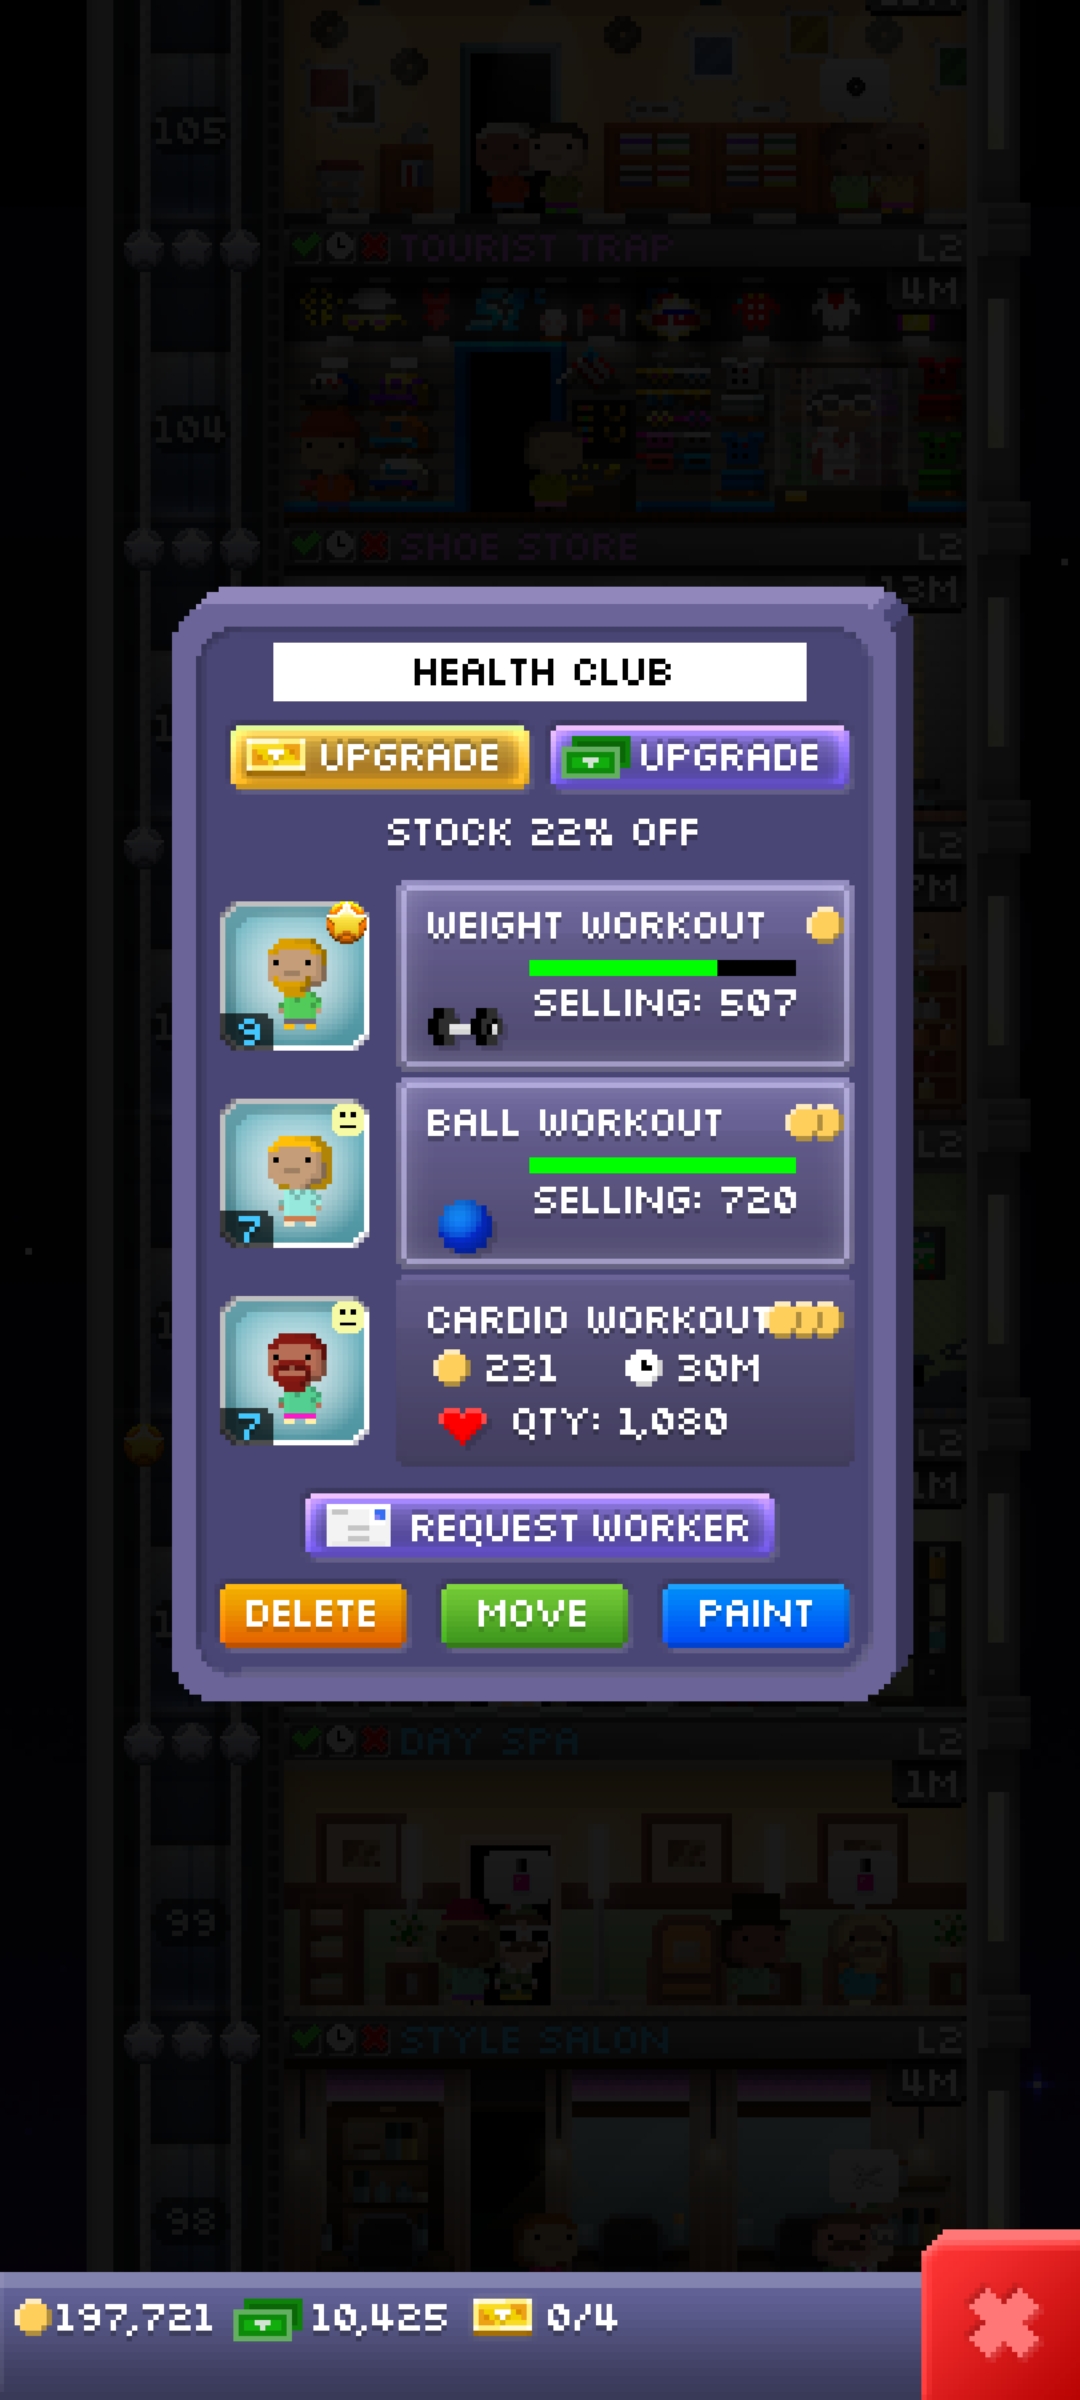 105
TOURIST TRAP L2
4M
104
SHOE STORE L2
13M
HEALTH CLUB
UPGRADE UPGRADE
STOCK 22% OFF
WEIGHT WORKOUT
SELLING: 507
9
BALL WORKOUT
SELLING: 720
7
CARDIO WORKOUT
231 30M
QTY: 1,080
7
REQUEST WORKER
DELETE MOVE PAINT
DAY SPA L2
1M
99
STYLE SALON L2
4M
98
197,721 10,425 0/4